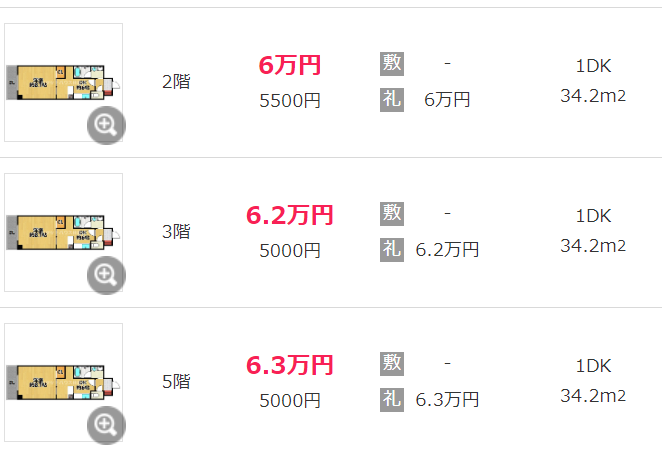 2階
6万円
5500円
敷 -
礼 6万円
1DK
34.2m2
3階
6.2万円
5000円
敷 -
礼 6.2万円
1DK
34.2m2
5階
6.3万円
5000円
敷 -
礼 6.3万円
1DK
34.2m2